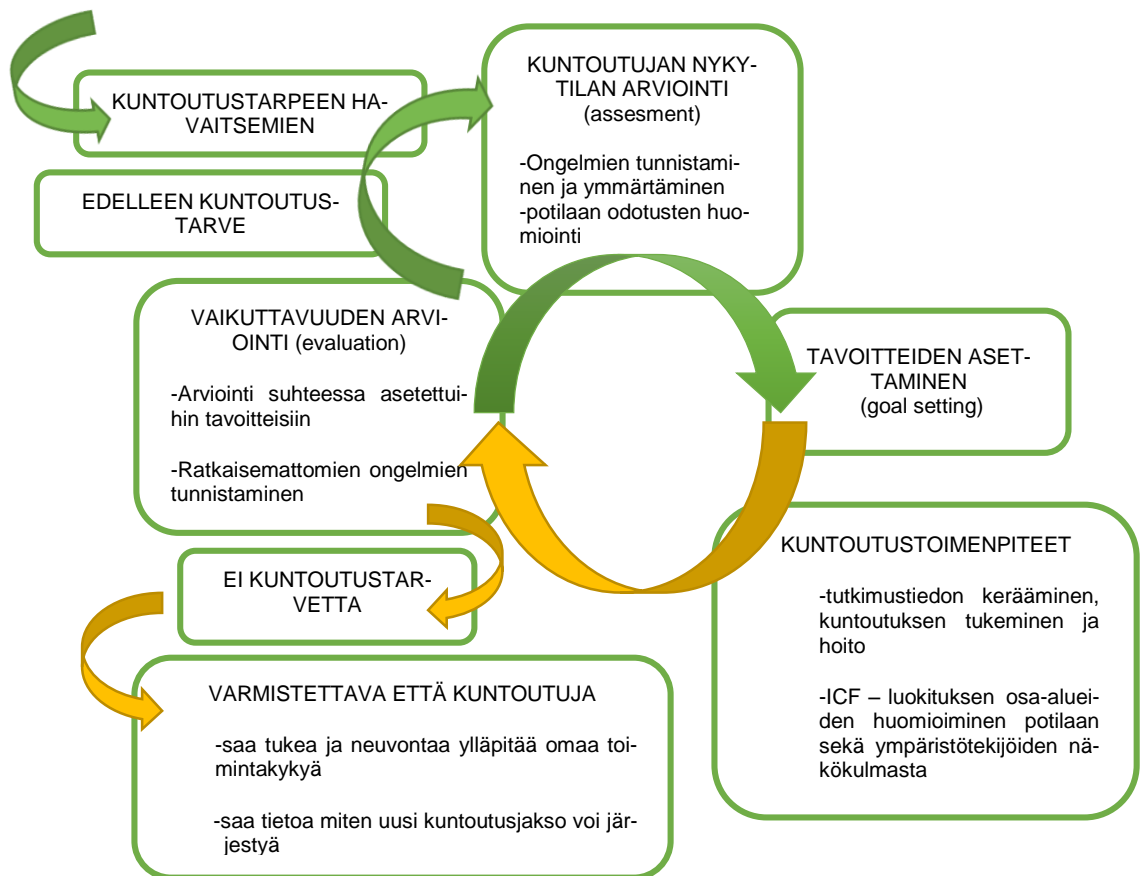 KUNTOUTUSTARPEEN HA-
VAITSEMIEN
EDELLEEN KUNTOUTUS-
TARVE
KUNTOUTUJAN NYKY-
TILAN ARVIOINTI
(assesment)
-Ongelmien tunnistami-
nen ja ymmärtäminen
-potilaan odotusten huo-
miointi
VAIKUTTAVUUDEN ARVI-
OINTI (evaluation)
-Arviointi suhteessa asetettui-
hin tavoitteisiin
-Ratkaisemattomien ongelmien
tunnistaminen
TAVOITTEIDEN ASET-
TAMINEN
(goal setting)
KUNTOUTUSTOIMENPITEET
-tutkimustiedon kerääminen,
kuntoutuksen tukeminen ja
hoito
-ICF – luokituksen osa-aluei-
den huomioiminen potilaan
sekä ympäristötekijöiden nä-
kökulmasta
EI KUNTOUTUSTAR-
VETTA
VARMISTETTAVA ETTÄ KUNTOUTUJA
-saa tukea ja neuvontaa ylläpitää omaa toi-
mintakykyä
-saa tietoa miten uusi kuntoutusjakso voi jär-
jestyä